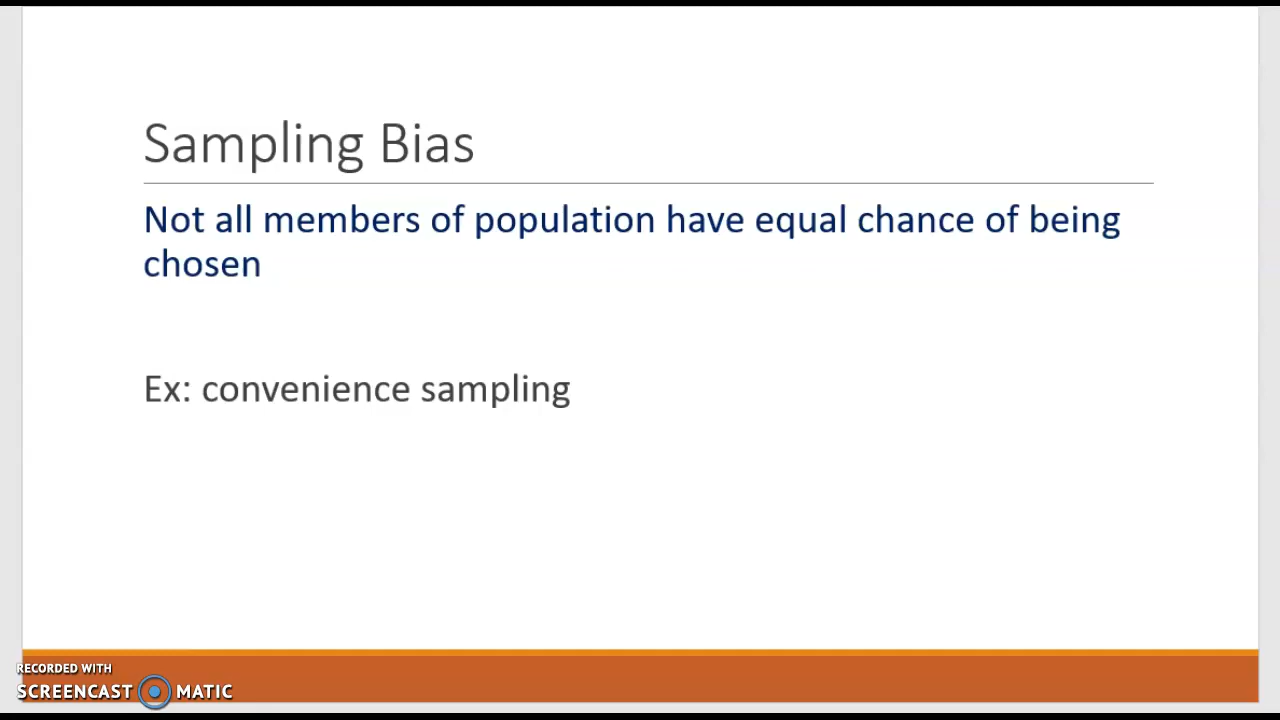 Sampling Bias
Not all members of population have equal chance of being
chosen
Ex: convenience sampling
RECORDED WITH
SCREENCAST MATIC